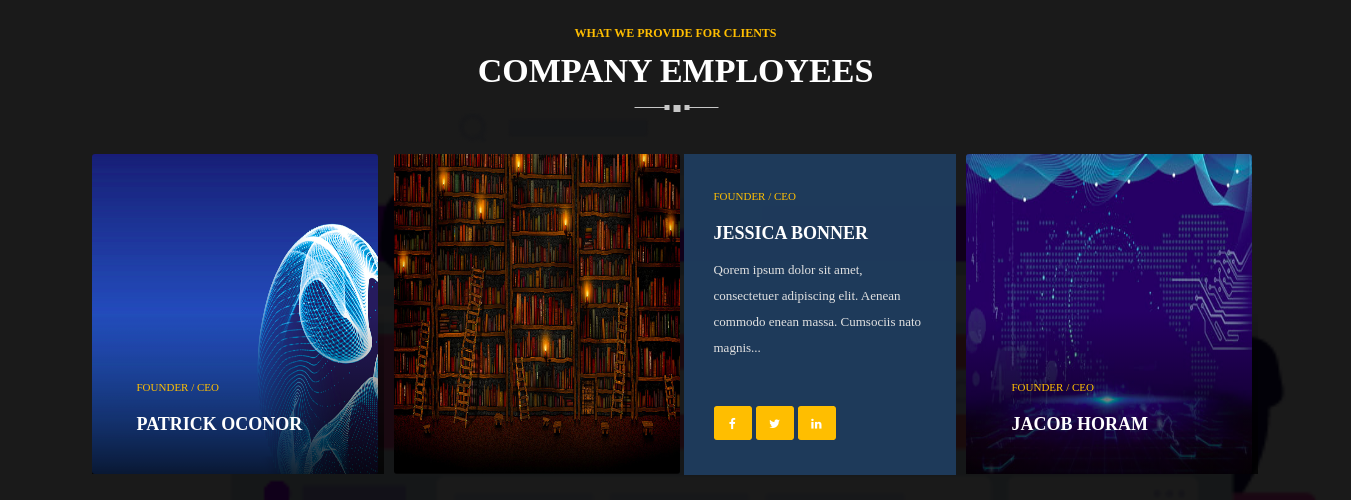 WHAT WE PROVIDE FOR CLIENTS
COMPANY EMPLOYEES
FOUNDER / CEO
PATRICK OCONOR
FOUNDER / CEO
JESSICA BONNER
Qorem ipsum dolor sit amet,
consectetuer adipiscing elit. Aenean
commodo enean massa. Cumsociis nato
magnis...
FOUNDER / CEO
JACOB HORAM